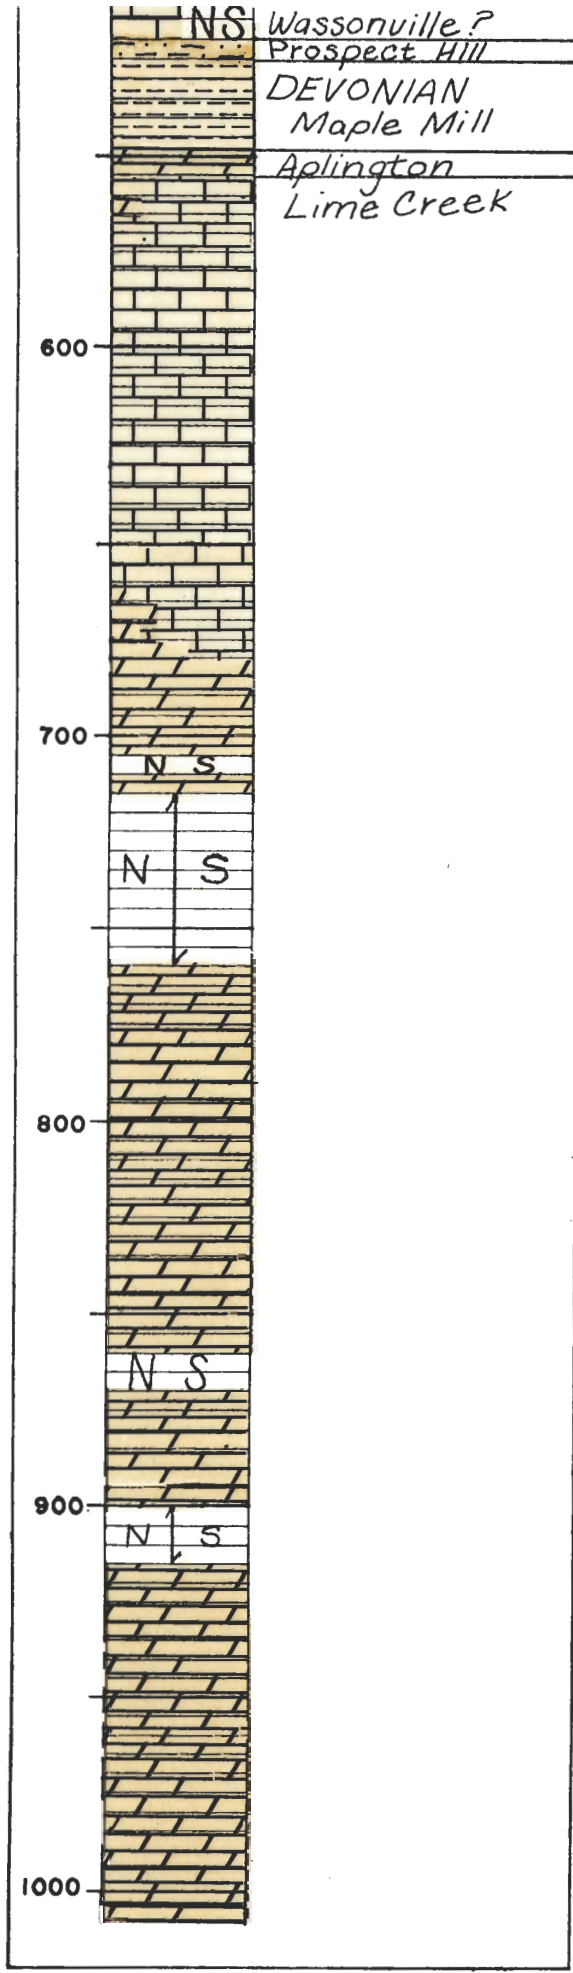 NS Wassonville?
Prospect Hill
DEVONIAN
Maple Mill
Aplington
Lime Creek
600
700
N S
N S
800
N S
900
N S
1000